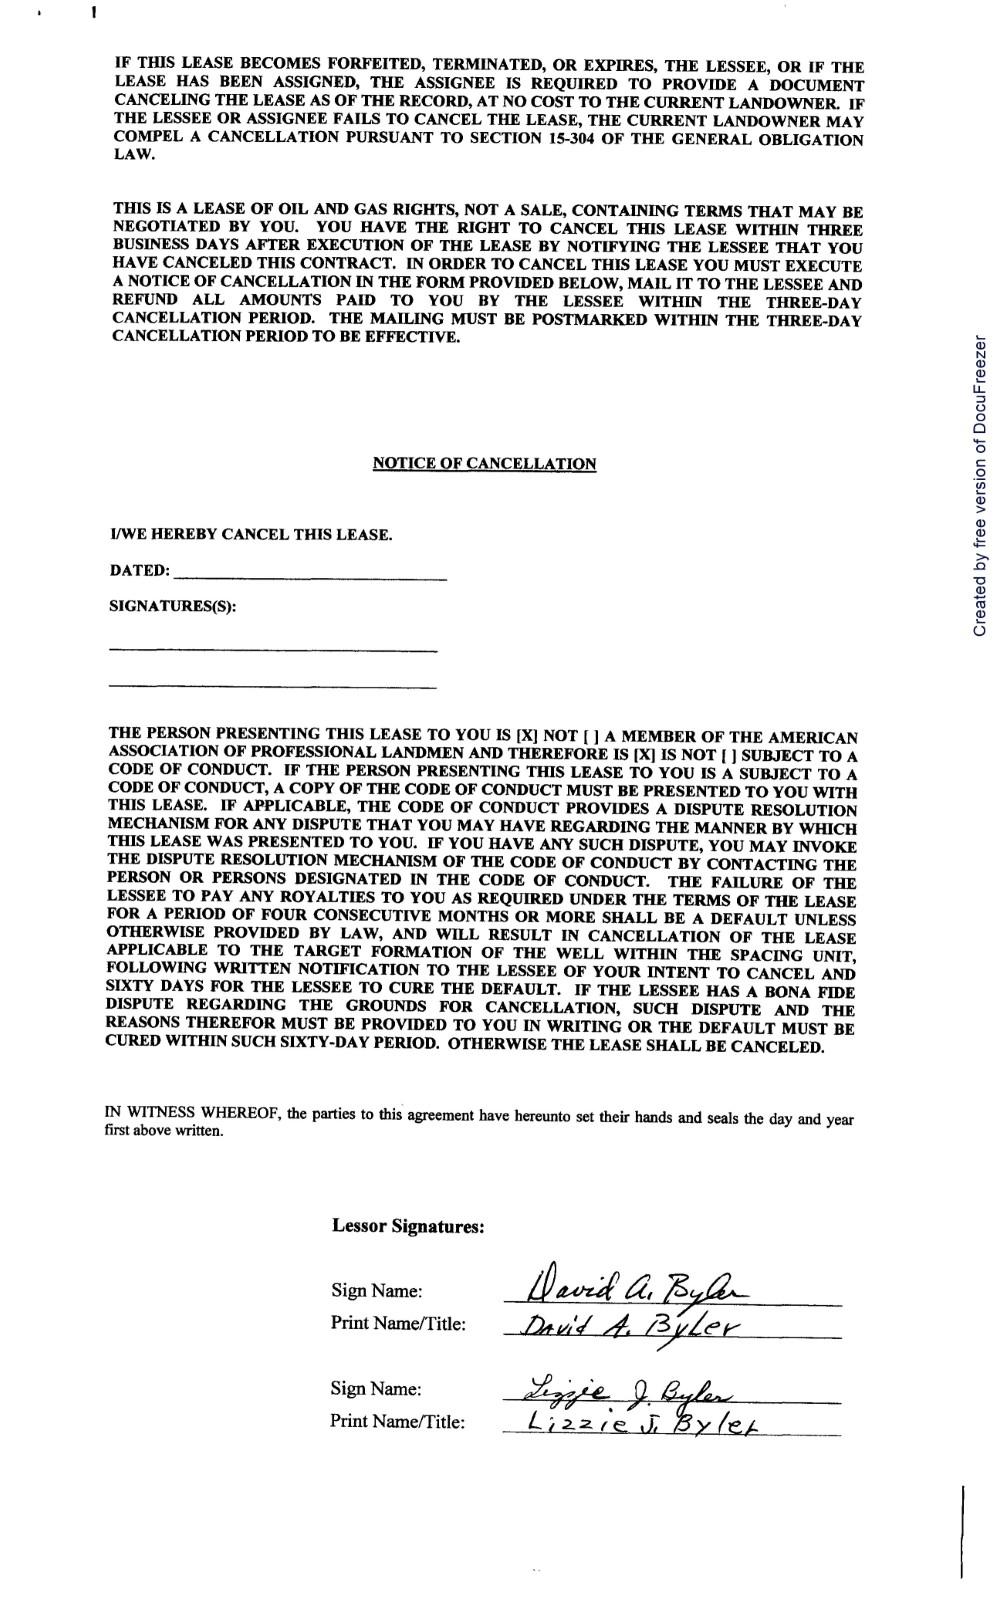 IF THIS LEASE BECOMES FORFEITED, TERMINATED, OR EXPIRES, THE LESSEE, OR IF THE
LEASE HAS BEEN ASSIGNED, THE ASSIGNEE IS REQUIRED TO PROVIDE A DOCUMENT
CANCELING THE LEASE AS OF THE RECORD, AT NO COST TO THE CURRENT LANDOWNER. IF
THE LESSEE OR ASSIGNEE FAILS TO CANCEL THE LEASE, THE CURRENT LANDOWNER MAY
COMPEL A CANCELLATION PURSUANT TO SECTION 15-304 OF THE GENERAL OBLIGATION
LAW.
THIS IS A LEASE OF OIL AND GAS RIGHTS, NOT A SALE, CONTAINING TERMS THAT MAY BE
NEGOTIATED BY YOU. YOU HAVE THE RIGHT TO CANCEL THIS LEASE WITHIN THREE
BUSINESS DAYS AFTER EXECUTION OF THE LEASE BY NOTIFYING THE LESSEE THAT YOU
HAVE CANCELED THIS CONTRACT. IN ORDER TO CANCEL THIS LEASE YOU MUST EXECUTE
A NOTICE OF CANCELLATION IN THE FORM PROVIDED BELOW, MAIL IT TO THE LESSEE AND
REFUND ALL AMOUNTS PAID TO YOU BY THE LESSEE WITHIN THE THREE-DAY
CANCELLATION PERIOD. THE MAILING MUST BE POSTMARKED WITHIN THE THREE-DAY
CANCELLATION PERIOD TO BE EFFECTIVE.
NOTICE OF CANCELLATION
I/WE HEREBY CANCEL THIS LEASE.
DATED:
SIGNATURES(S):
THE PERSON PRESENTING THIS LEASE TO YOU IS [X] NOT [ ] A MEMBER OF THE AMERICAN
ASSOCIATION OF PROFESSIONAL LANDMEN AND THEREFORE IS [X] IS NOT [ ] SUBJECT TO A
CODE OF CONDUCT. IF THE PERSON PRESENTING THIS LEASE TO YOU IS A SUBJECT TO A
CODE OF CONDUCT, A COPY OF THE CODE OF CONDUCT MUST BE PRESENTED TO YOU WITH
THIS LEASE. IF APPLICABLE, THE CODE OF CONDUCT PROVIDES A DISPUTE RESOLUTION
MECHANISM FOR ANY DISPUTE THAT YOU MAY HAVE REGARDING THE MANNER BY WHICH
THIS LEASE WAS PRESENTED TO YOU. IF YOU HAVE ANY SUCH DISPUTE, YOU MAY INVOKE
THE DISPUTE RESOLUTION MECHANISM OF THE CODE OF CONDUCT BY CONTACTING THE
PERSON OR PERSONS DESIGNATED IN THE CODE OF CONDUCT. THE FAILURE OF THE
LESSEE TO PAY ANY ROYALTIES TO YOU AS REQUIRED UNDER THE TERMS OF THE LEASE
FOR A PERIOD OF FOUR CONSECUTIVE MONTHS OR MORE SHALL BE A DEFAULT UNLESS
OTHERWISE PROVIDED BY LAW, AND WILL RESULT IN CANCELLATION OF THE LEASE
APPLICABLE TO THE TARGET FORMATION OF THE WELL WITHIN THE SPACING UNIT,
FOLLOWING WRITTEN NOTIFICATION TO THE LESSEE OF YOUR INTENT TO CANCEL AND
SIXTY DAYS FOR THE LESSEE TO CURE THE DEFAULT. IF THE LESSEE HAS A BONA FIDE
DISPUTE REGARDING THE GROUNDS FOR CANCELLATION, SUCH DISPUTE AND THE
REASONS THEREFOR MUST BE PROVIDED TO YOU IN WRITING OR THE DEFAULT MUST BE
CURED WITHIN SUCH SIXTY-DAY PERIOD. OTHERWISE THE LEASE SHALL BE CANCELED.
IN WITNESS WHEREOF, the parties to this agreement have hereunto set their hands and seals the day and year
first above written.
Lessor Signatures:
Sign Name: David A. Byler
Print Name/Title: David A. Byler
Sign Name: Lizzie J. Byler
Print Name/Title: Lizzie J. Byler
Created by free version of DocuFreezer